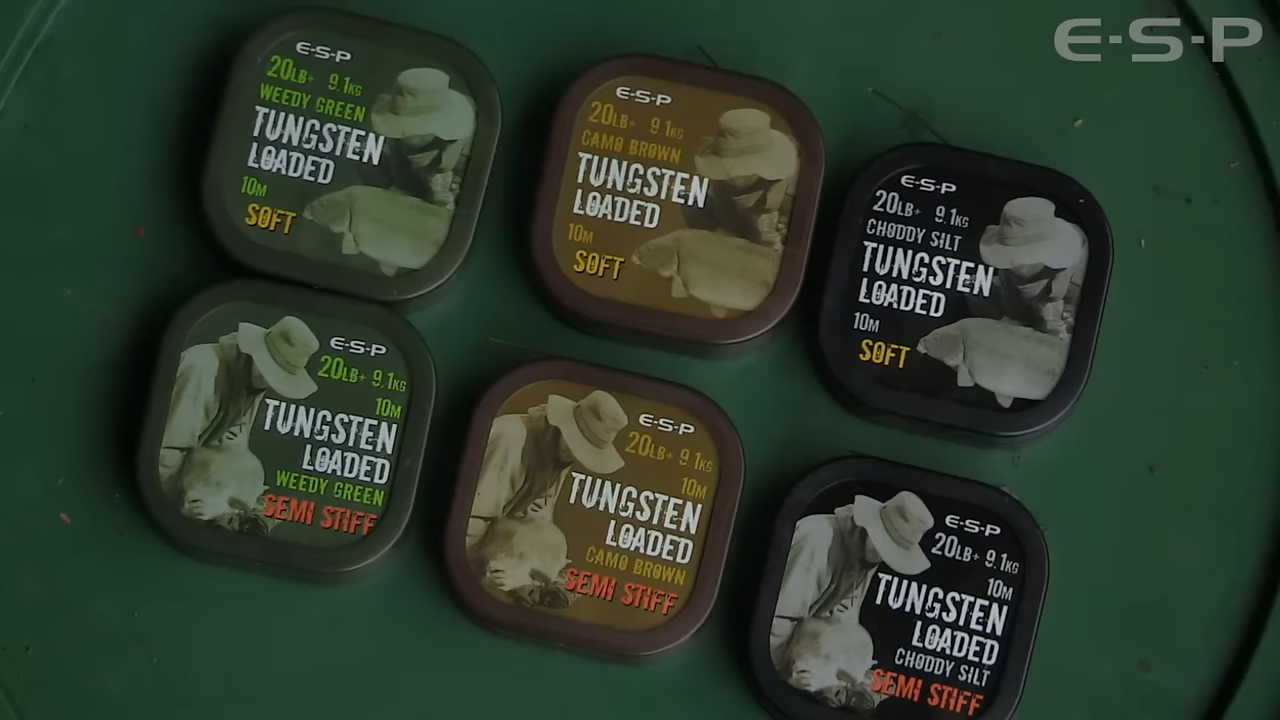 E·S·P
E·S·P
20LB+ 9.1KG
WEEDY GREEN
TUNGSTEN
LOADED
10M
SOFT
E·S·P
20LB+ 9.1KG
CAMO BROWN
TUNGSTEN
LOADED
10M
SOFT
E·S·P
20LB+ 9.1KG
CHODDY SILT
TUNGSTEN
LOADED
10M
SOFT
E·S·P
20LB+ 9.1KG
10M
TUNGSTEN
LOADED
WEEDY GREEN
SEMI STIFF
E·S·P
20LB+ 9.1KG
10M
TUNGSTEN
LOADED
CAMO BROWN
SEMI STIFF
E·S·P
20LB+ 9.1KG
10M
TUNGSTEN
LOADED
CHODDY SILT
SEMI STIFF